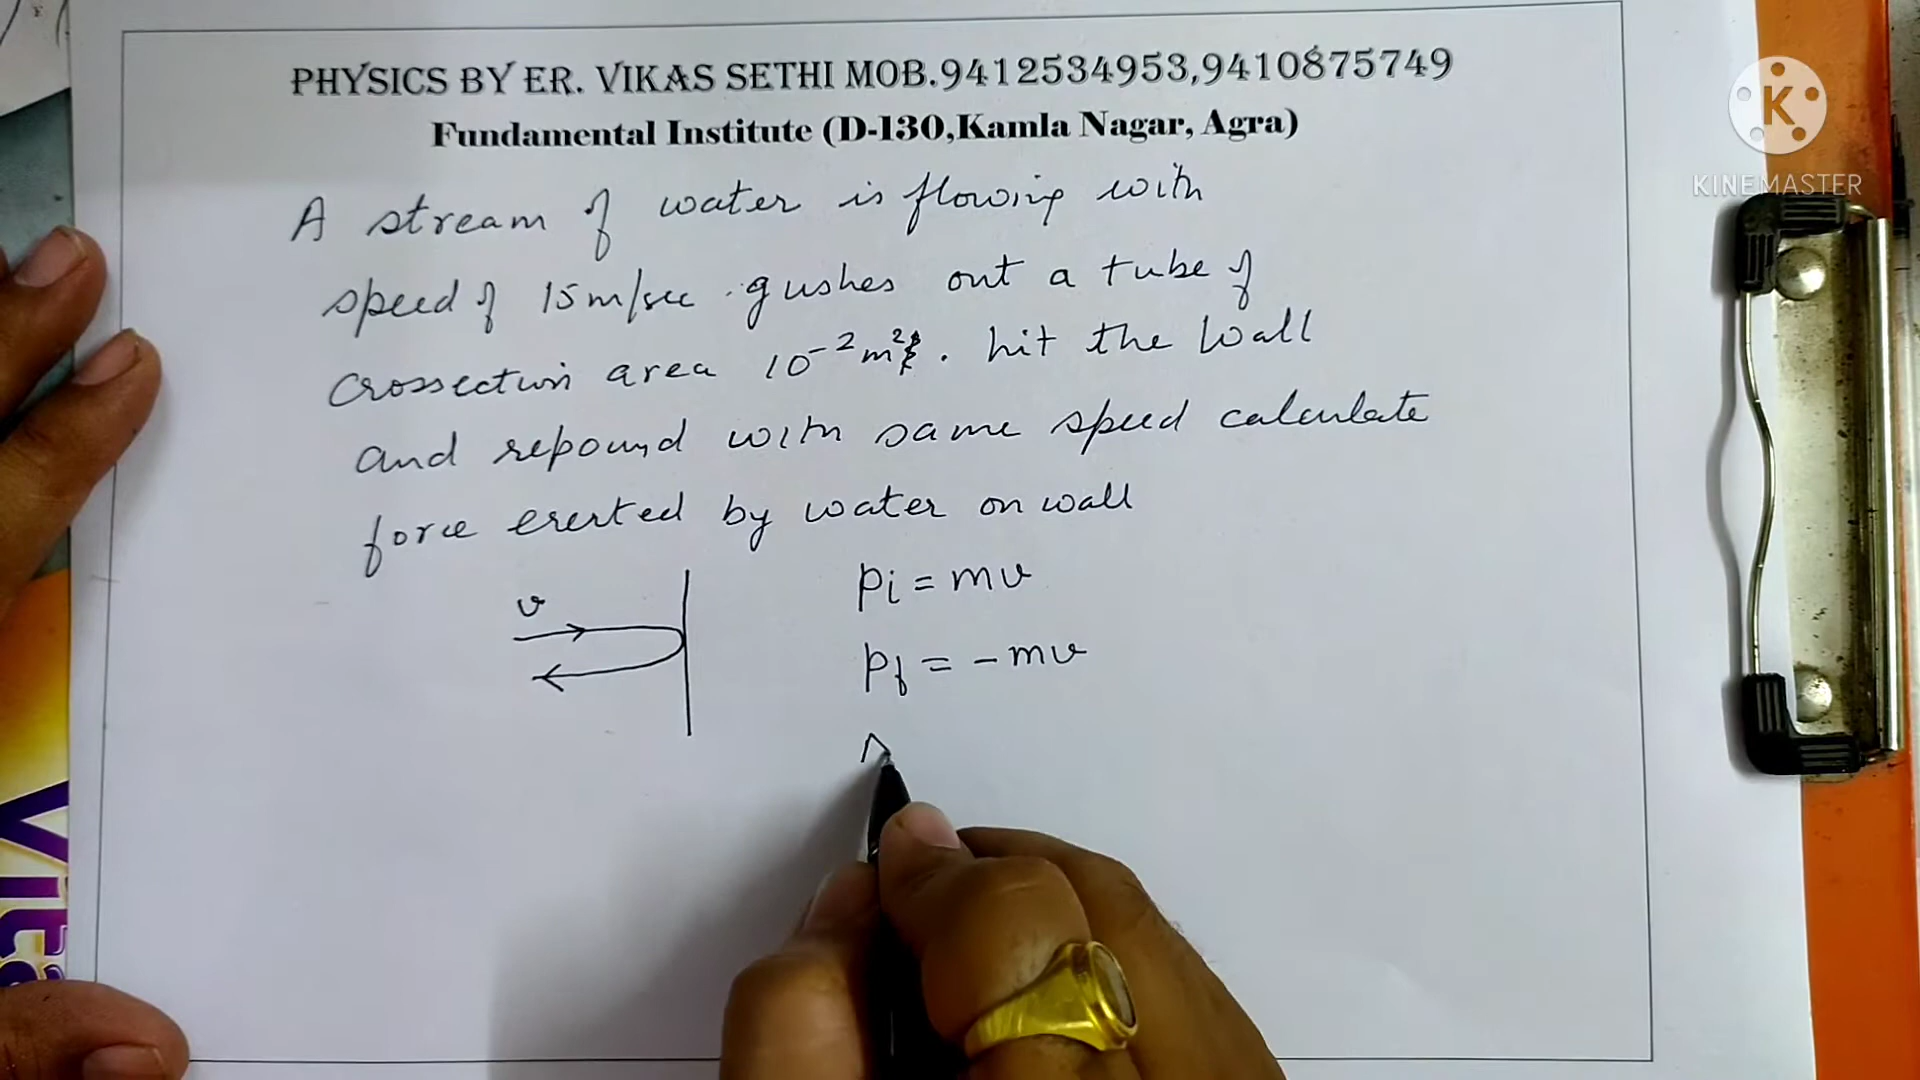 PHYSICS BY ER. VIKAS SETHI MOB.9412534953,9410875749
Fundamental Institute (D-130,Kamla Nagar, Agra)
K
KINEMASTER
A stream of water is flowing with
speed of 15m/sec . gushes out a tube of
Crossection area 10⁻² m² . hit the Wall
and repound with same speed calculate
force exerted by water on wall
v
pi = mv
pf = -mv
Vit